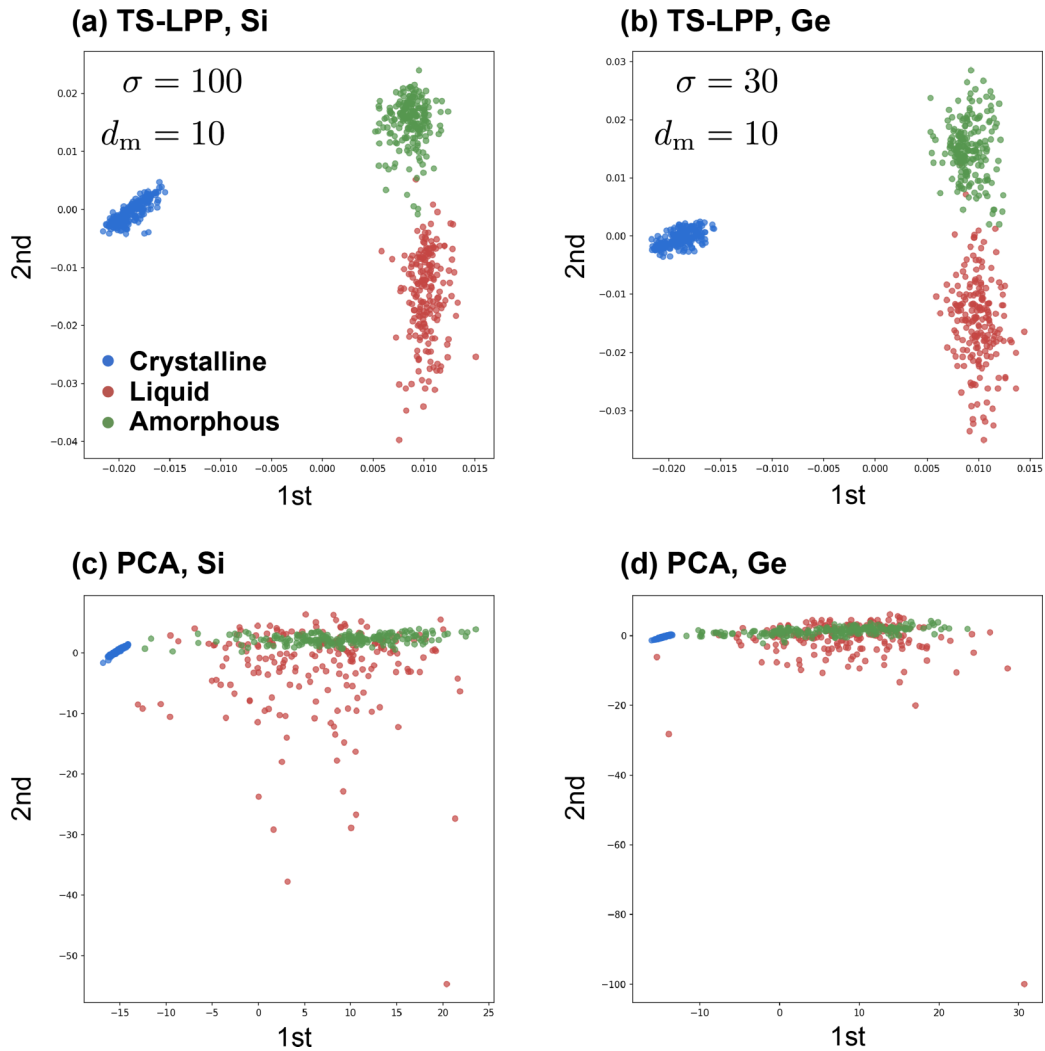 (a) TS-LPP, Si
σ = 100
dₘ = 10
0.02
0.01
0.00
−0.01
−0.02
−0.03
−0.04
2nd
Crystalline
Liquid
Amorphous
−0.020 −0.015 −0.010 −0.005 0.000 0.005 0.010 0.015
1st
(b) TS-LPP, Ge
σ = 30
dₘ = 10
0.03
0.02
0.01
0.00
−0.01
−0.02
−0.03
2nd
−0.020 −0.015 −0.010 −0.005 0.000 0.005 0.010 0.015
1st
(c) PCA, Si
0
−10
−20
−30
−40
−50
2nd
−15 −10 −5 0 5 10 15 20 25
1st
(d) PCA, Ge
0
−20
−40
−60
−80
−100
2nd
−10 0 10 20 30
1st